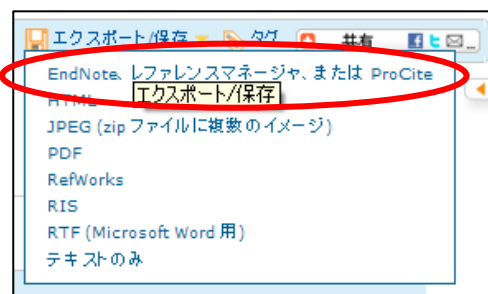 エクスポート/保存 タグ 共有
EndNote、レファレンスマネージャ、または ProCite
HTML
エクスポート/保存
JPEG (zip ファイルに複数のイメージ)
PDF
RefWorks
RIS
RTF (Microsoft Word 用)
テキストのみ